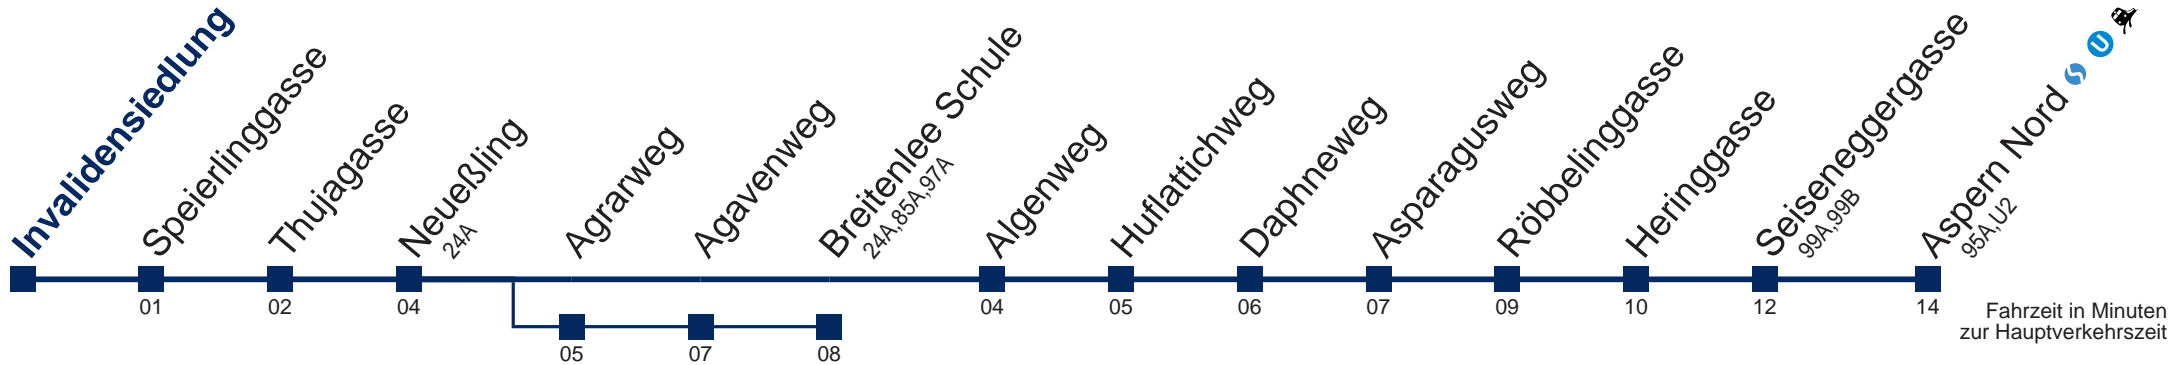 Invalidensiedlung
Speierlinggasse
Thujagasse
Neueßling
24A
Agrarweg
Agavenweg
Breitenlee Schule
24A,85A,97A
Algenweg
Huflattichweg
Daphneweg
Asparagusweg
Röbbelinggasse
Heringgasse
Seiseneggergasse
99A,99B
Aspern Nord S U
95A,U2
01 02 04 04 05 06 07 09 10 12 14
05 07 08
Fahrzeit in Minuten
zur Hauptverkehrszeit